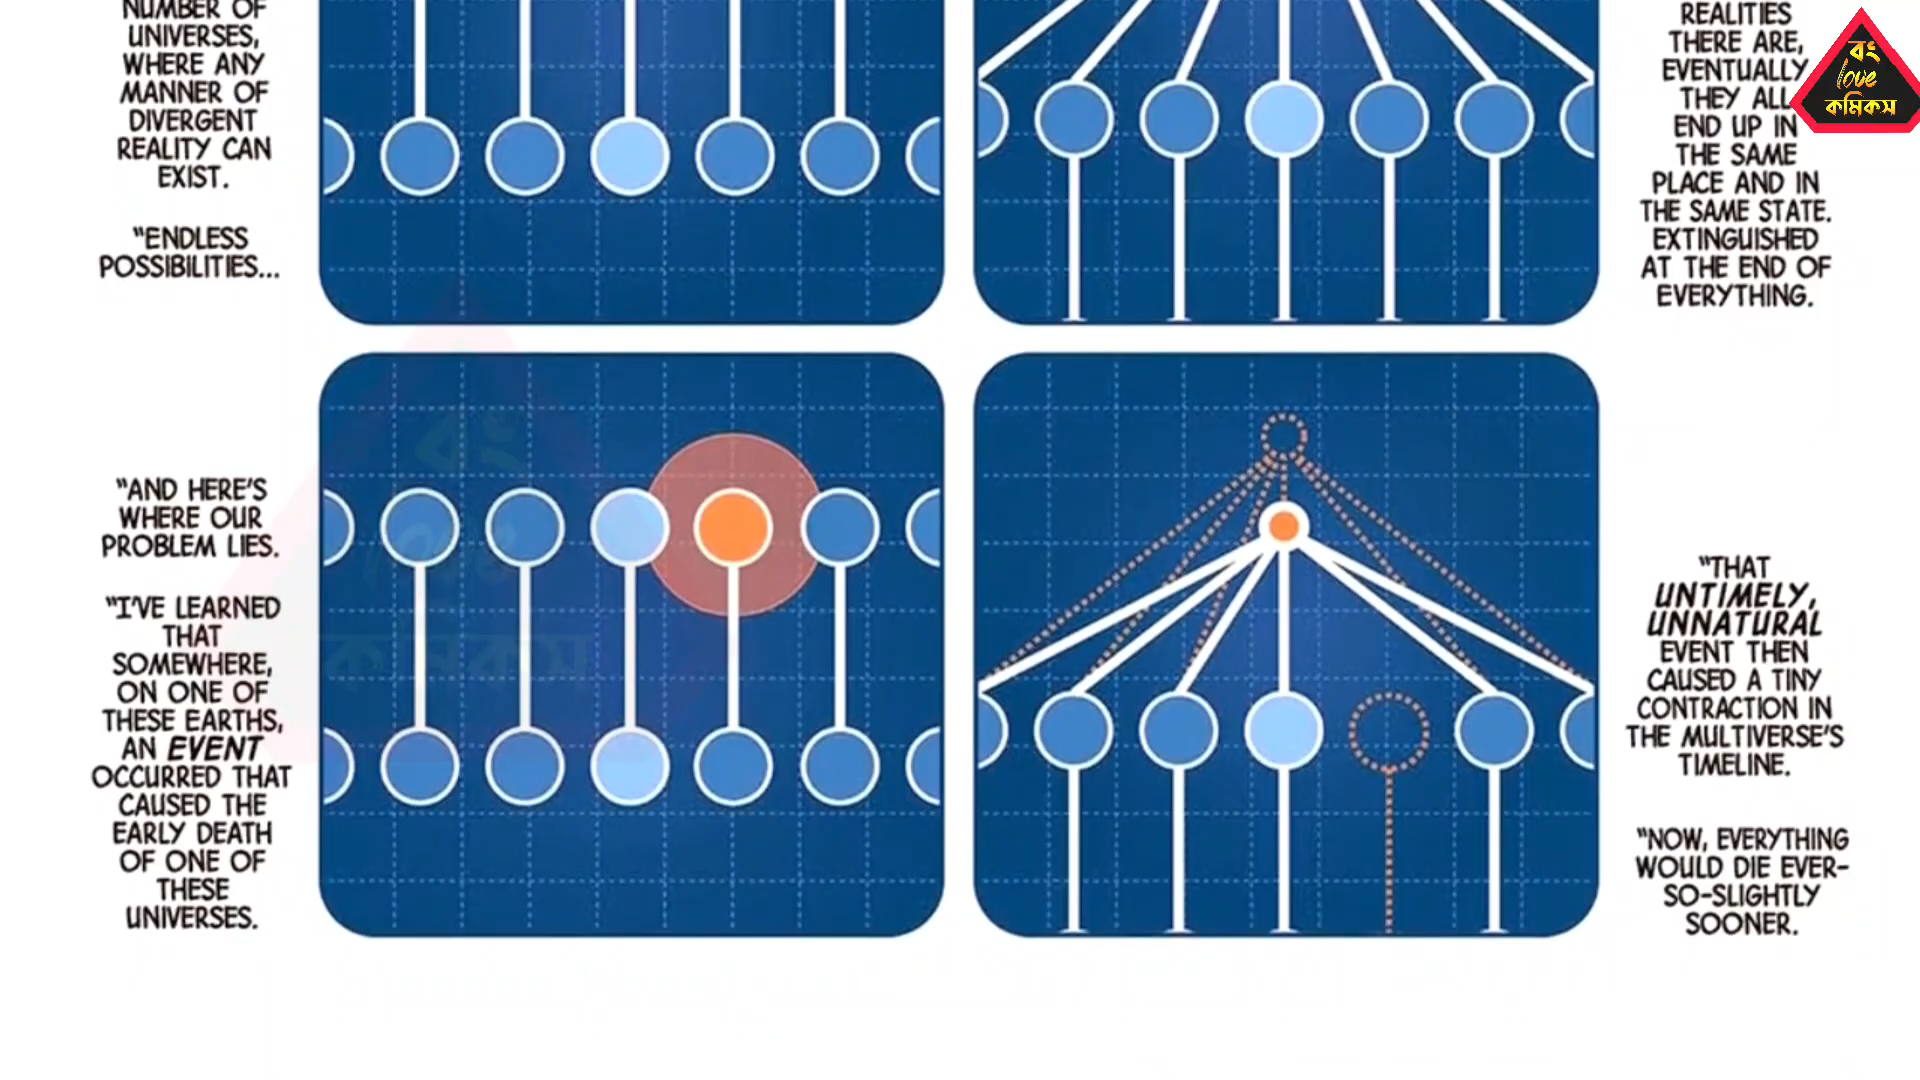 NUMBER OF
UNIVERSES,
WHERE ANY
MANNER OF
DIVERGENT
REALITY CAN
EXIST.
"ENDLESS
POSSIBILITIES...
REALITIES
THERE ARE,
EVENTUALLY
THEY ALL
END UP IN
THE SAME
PLACE AND IN
THE SAME STATE.
EXTINGUISHED
AT THE END OF
EVERYTHING.
বং
love
কমিকস
"AND HERE'S
WHERE OUR
PROBLEM LIES.
"I'VE LEARNED
THAT
SOMEWHERE,
ON ONE OF
THESE EARTHS,
AN EVENT
OCCURRED THAT
CAUSED THE
EARLY DEATH
OF ONE OF
THESE
UNIVERSES.
বং
love
কমিকস
"THAT
UNTIMELY,
UNNATURAL
EVENT THEN
CAUSED A TINY
CONTRACTION IN
THE MULTIVERSE'S
TIMELINE.
"NOW, EVERYTHING
WOULD DIE EVER-
SO-SLIGHTLY
SOONER.